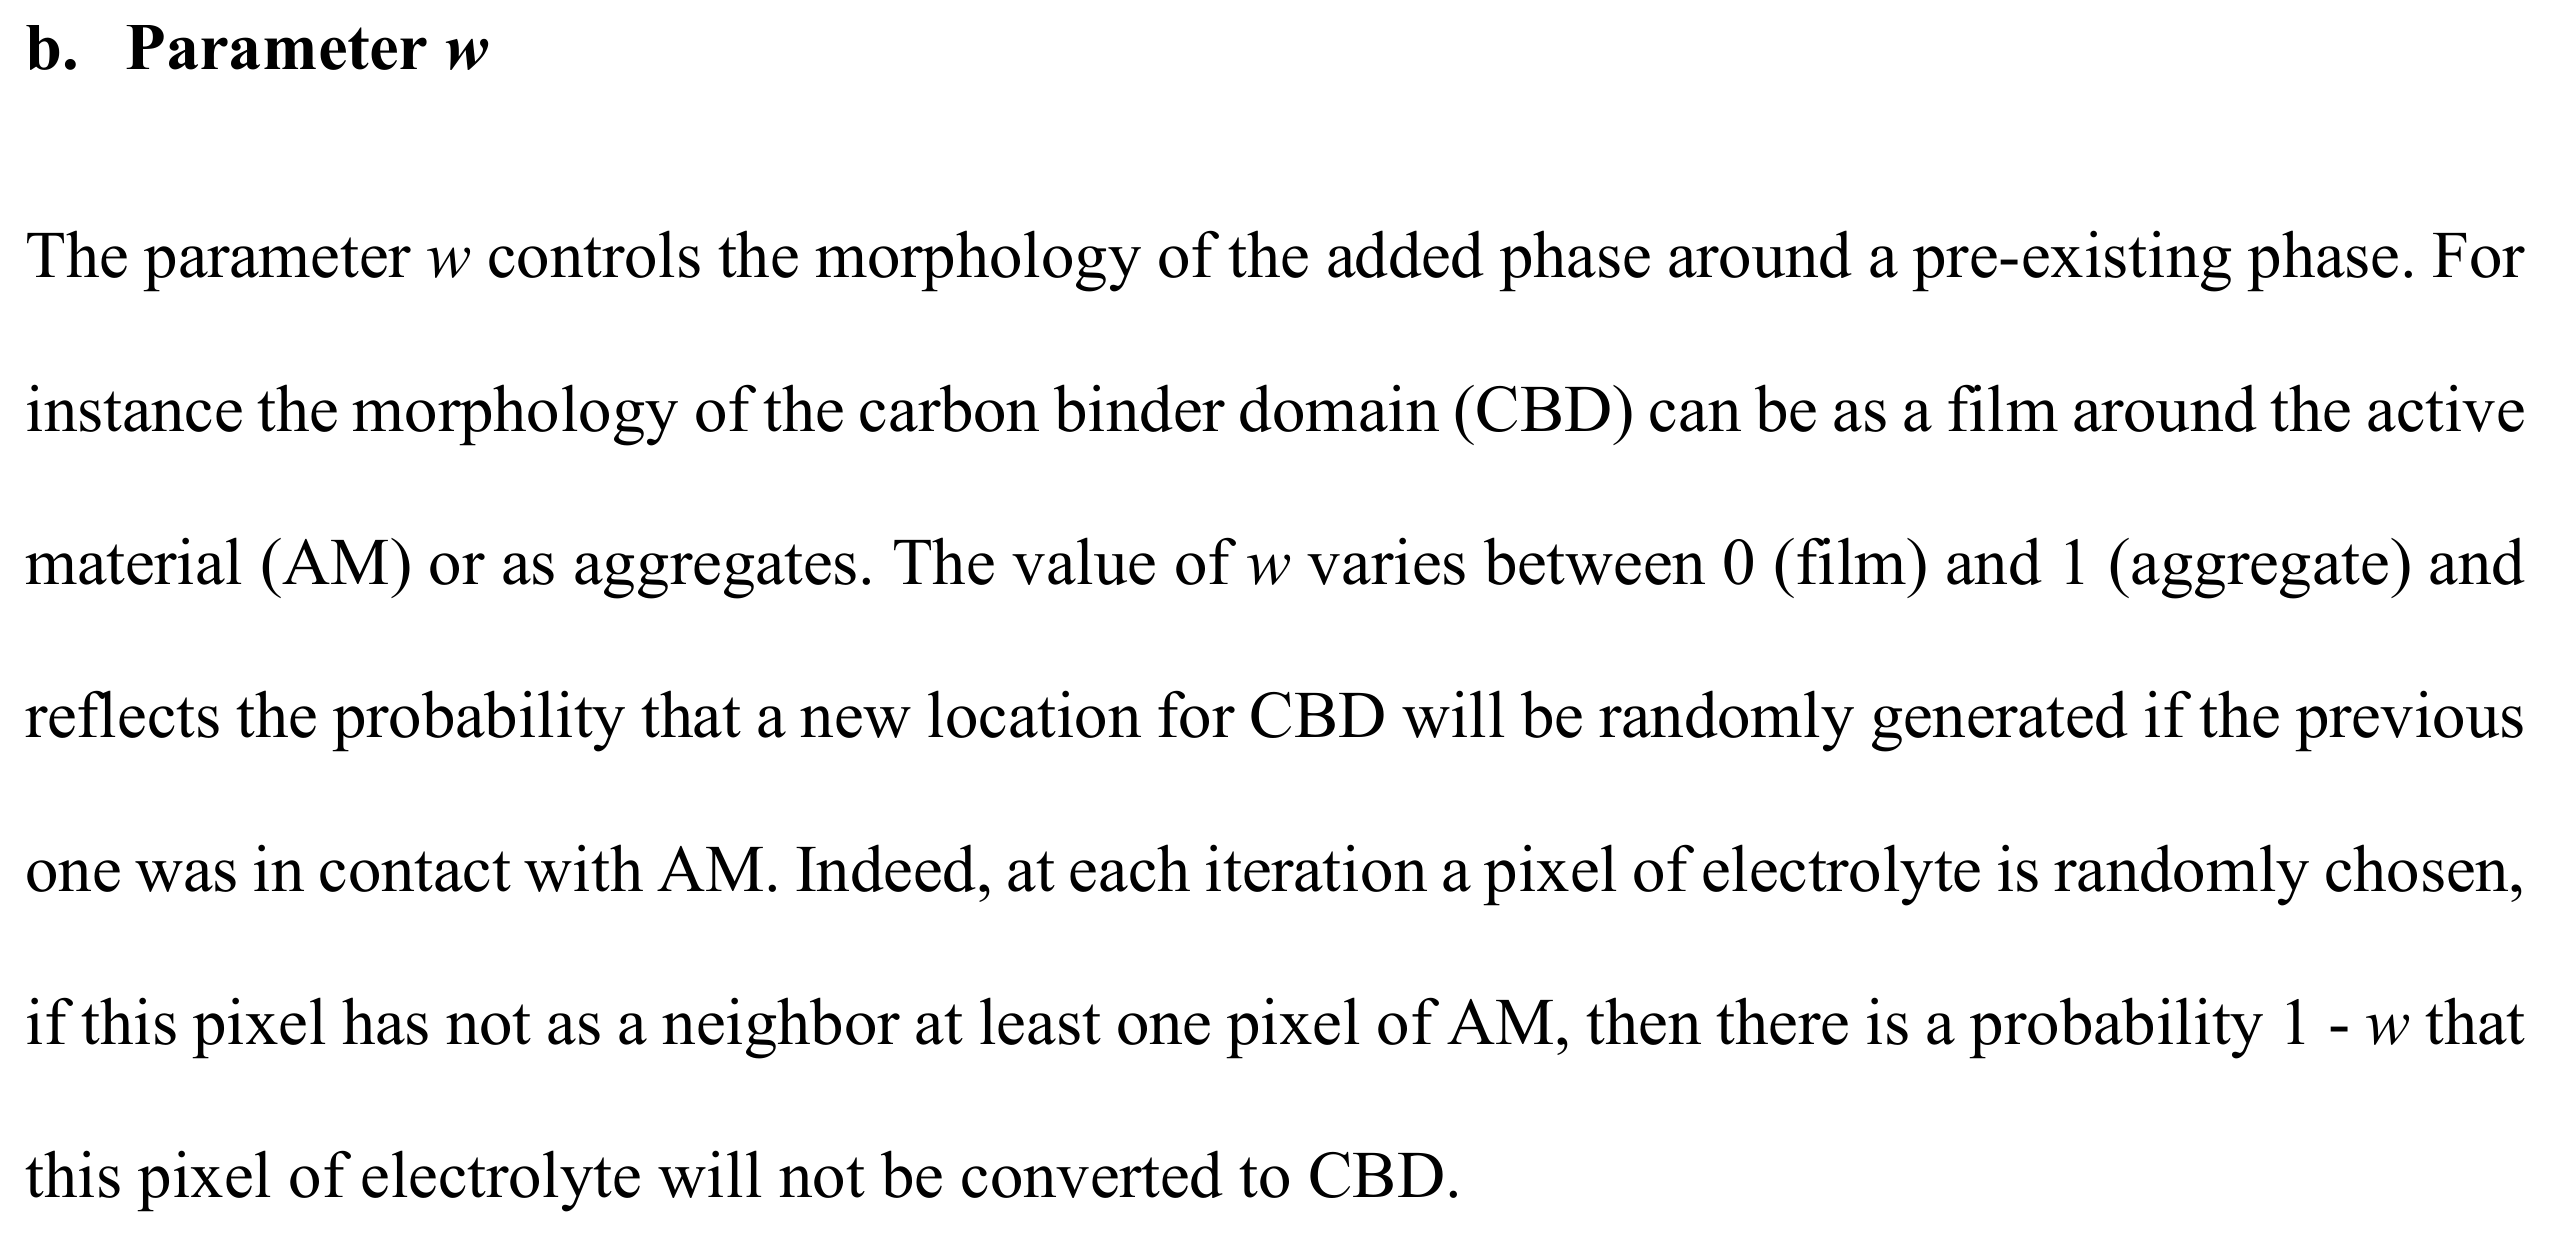 b. Parameter w
The parameter w controls the morphology of the added phase around a pre-existing phase. For
instance the morphology of the carbon binder domain (CBD) can be as a film around the active
material (AM) or as aggregates. The value of w varies between 0 (film) and 1 (aggregate) and
reflects the probability that a new location for CBD will be randomly generated if the previous
one was in contact with AM. Indeed, at each iteration a pixel of electrolyte is randomly chosen,
if this pixel has not as a neighbor at least one pixel of AM, then there is a probability 1 - w that
this pixel of electrolyte will not be converted to CBD.